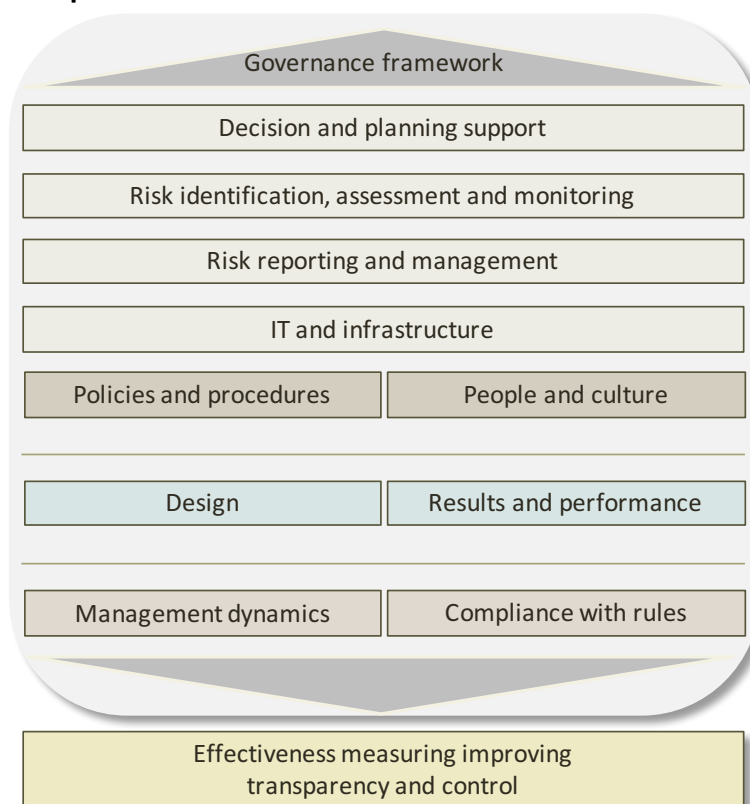 Governance framework
Decision and planning support
Risk identification, assessment and monitoring
Risk reporting and management
IT and infrastructure
Policies and procedures
People and culture
Design
Results and performance
Management dynamics
Compliance with rules
Effectiveness measuring improving
transparency and control